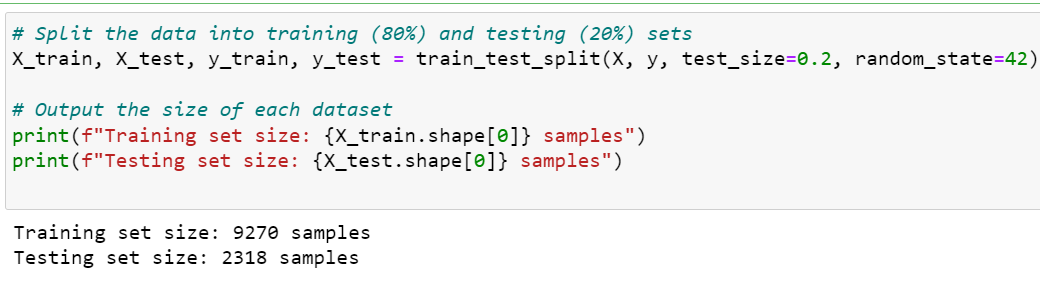 # Split the data into training (80%) and testing (20%) sets
X_train, X_test, y_train, y_test = train_test_split(X, y, test_size=0.2, random_state=42)
# Output the size of each dataset
print(f"Training set size: {X_train.shape[0]} samples")
print(f"Testing set size: {X_test.shape[0]} samples")
Training set size: 9270 samples
Testing set size: 2318 samples